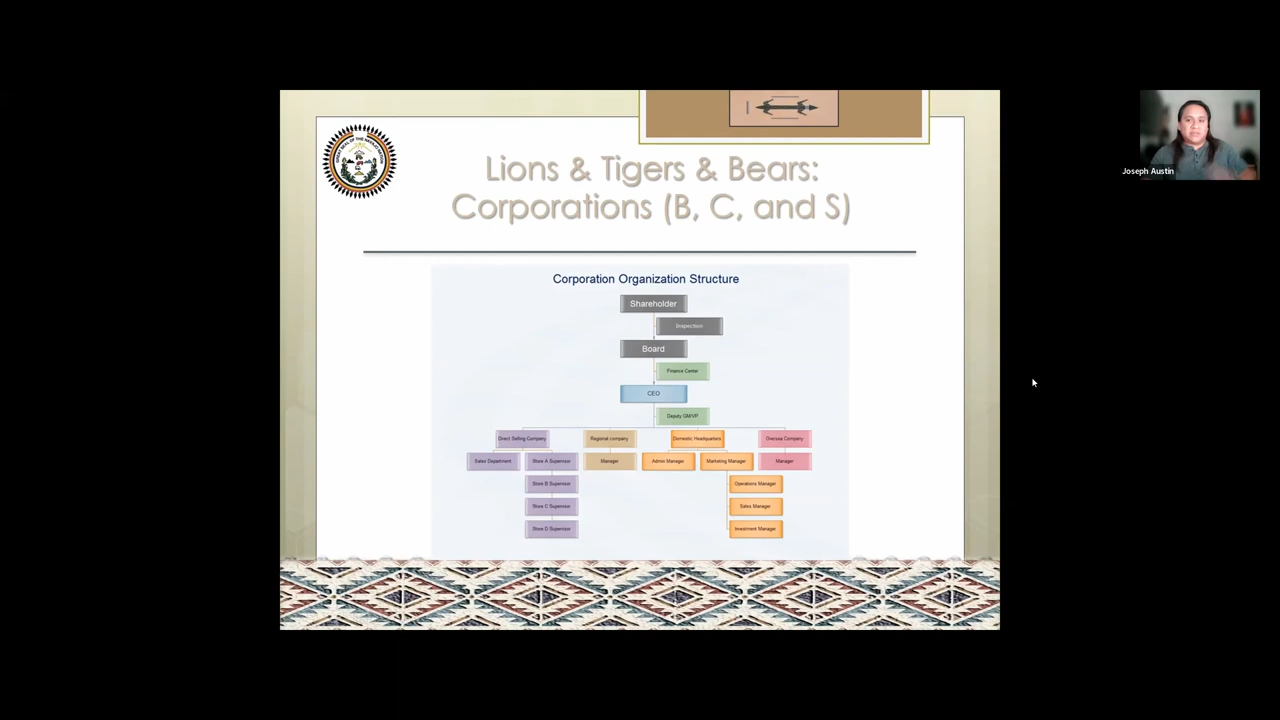 Lions & Tigers & Bears:
Corporations (B, C, and S)
Joseph Austin
Corporation Organization Structure
Shareholder
Inspection
Board
Finance Center
CEO
Deputy GM/VP
Direct Selling Company
Regional company
Domestic Headquarters
Oversea Company
Sales Department
Store A Supervisor
Manager
Admin Manager
Marketing Manager
Manager
Store B Supervisor
Operations Manager
Store C Supervisor
Sales Manager
Store D Supervisor
Investment Manager